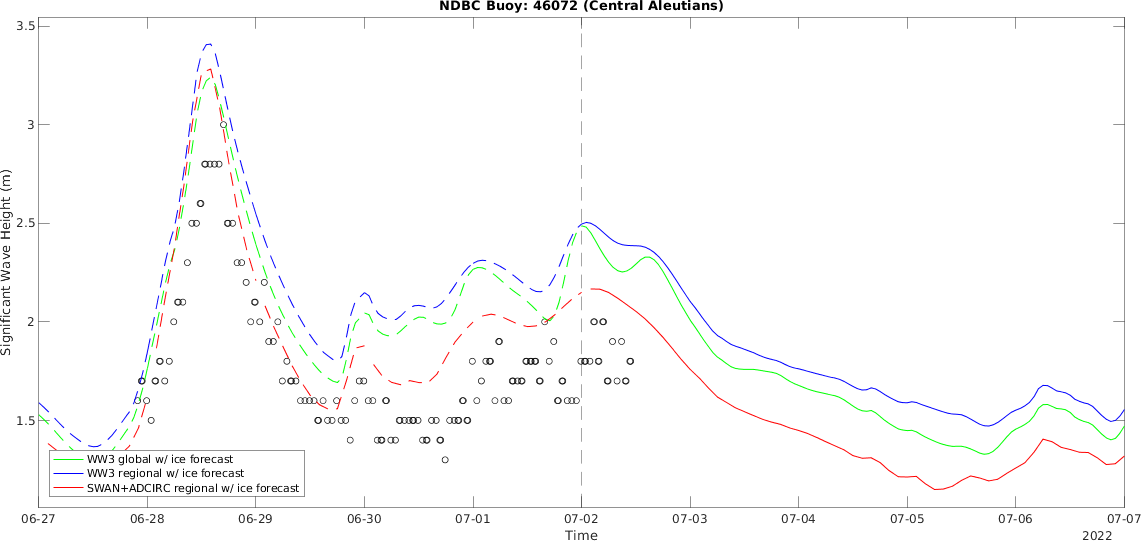 NDBC Buoy: 46072 (Central Aleutians)
3.5
3
2.5
2
1.5
Significant Wave Height (m)
WW3 global w/ ice forecast
WW3 regional w/ ice forecast
SWAN+ADCIRC regional w/ ice forecast
06-27 06-28 06-29 06-30 07-01 07-02 07-03 07-04 07-05 07-06 07-07
Time
2022